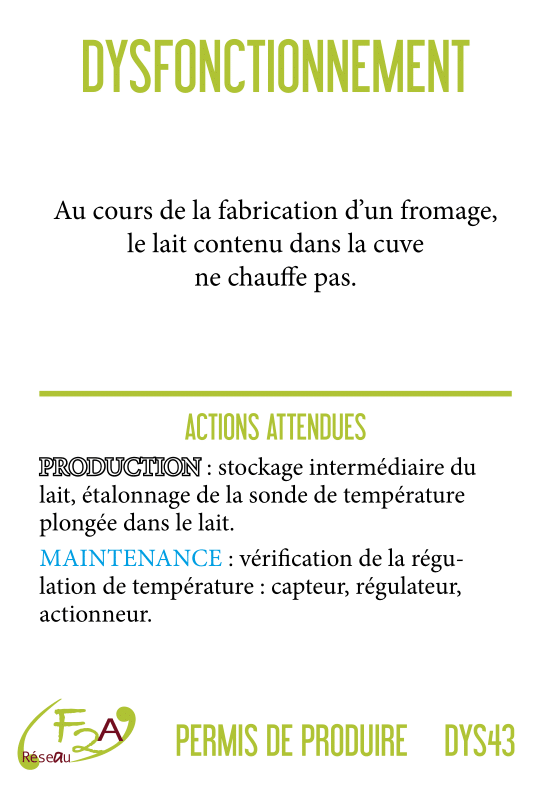 DYSFONCTIONNEMENT
Au cours de la fabrication d’un fromage,
le lait contenu dans la cuve
ne chauffe pas.
ACTIONS ATTENDUES
PRODUCTION : stockage intermédiaire du
lait, étalonnage de la sonde de température
plongée dans le lait.
MAINTENANCE : vérification de la régu-
lation de température : capteur, régulateur,
actionneur.
F2A
Réseau
PERMIS DE PRODUIRE DYS43